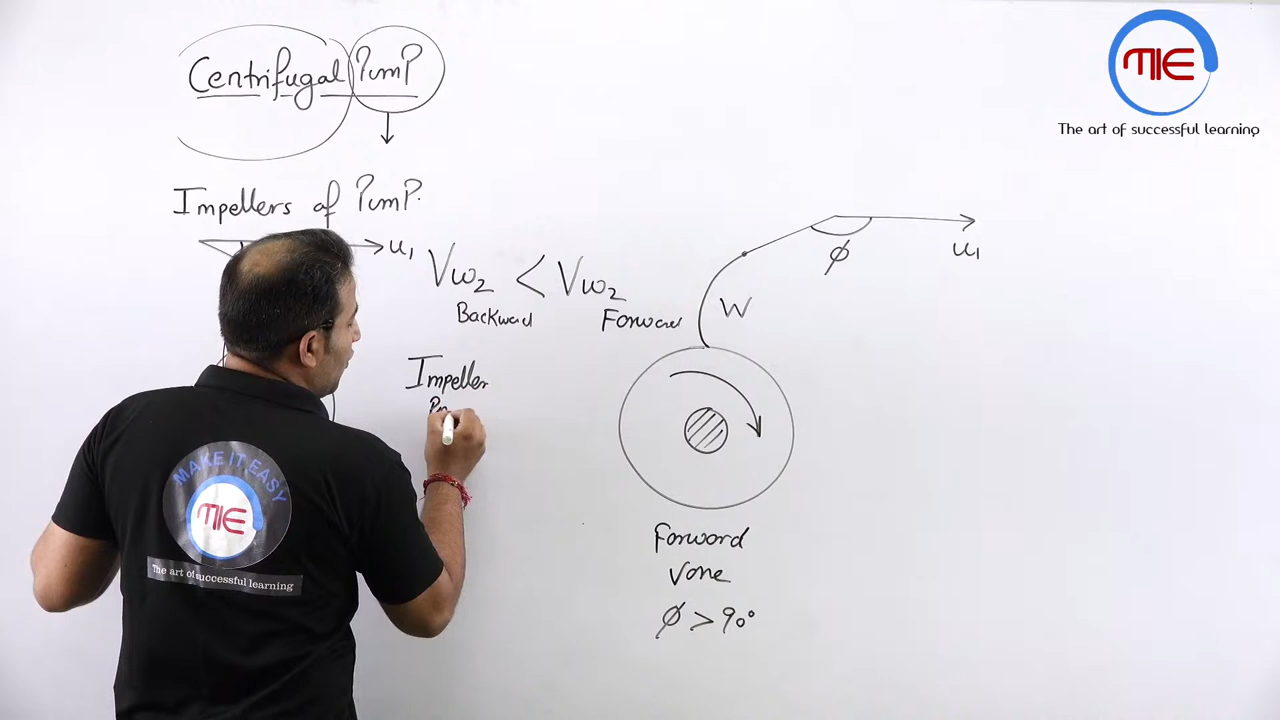 Centrifugal PumP
MIE
The art of successful learning
Impellers of PumP.
u1
Vw2 < Vw2
Backward Forward
W
ϕ
u1
Impeller
MAKE IT EASY
MIE
The art of successful learning
Forward
Vane
ϕ > 90°